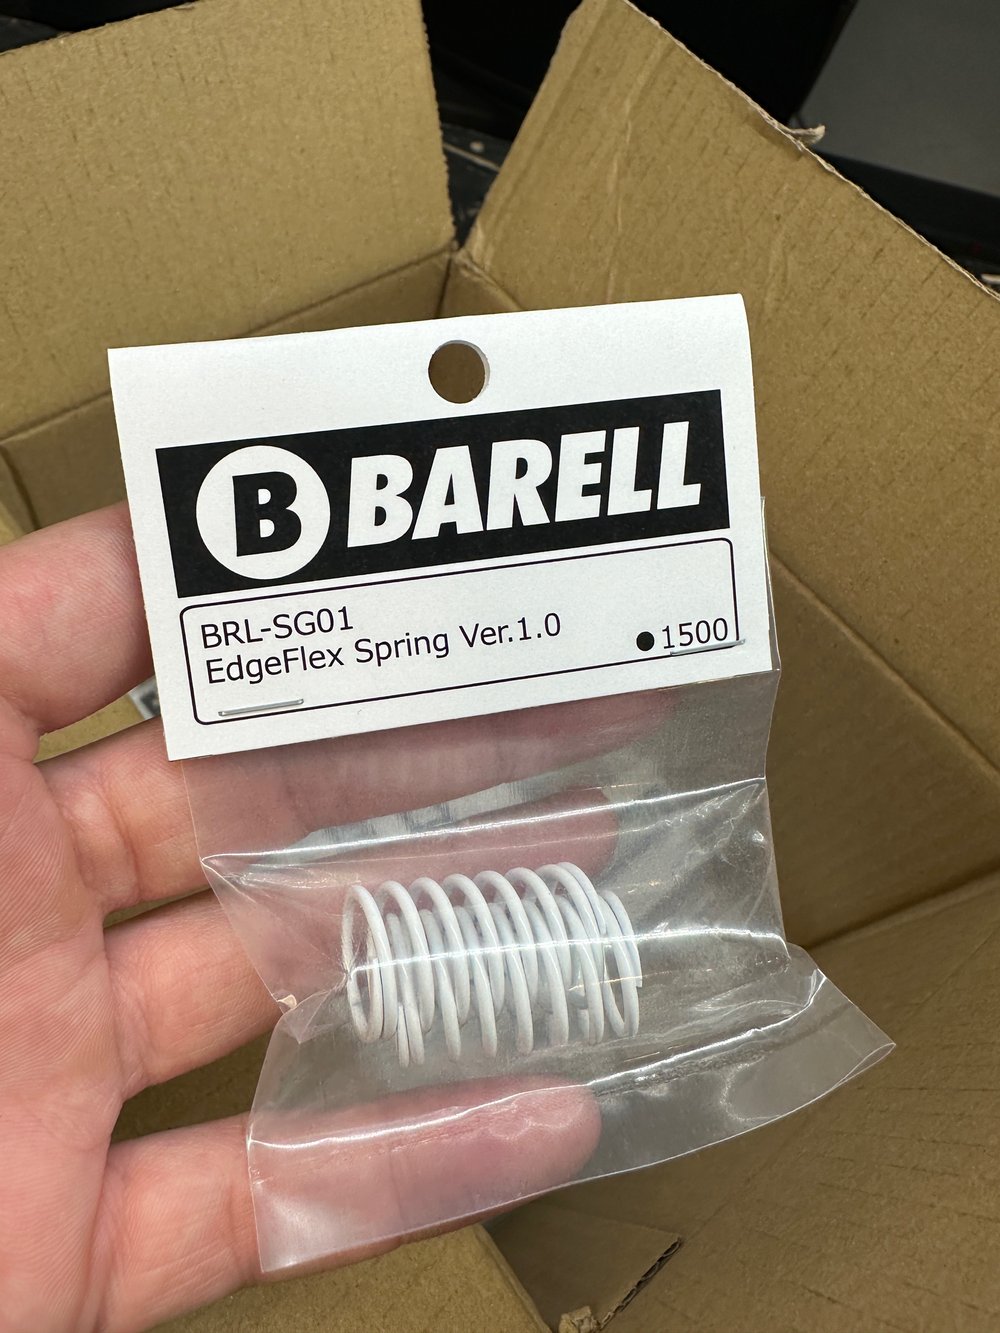 B BARELL
BRL-SG01
EdgeFlex Spring Ver.1.0
●1500